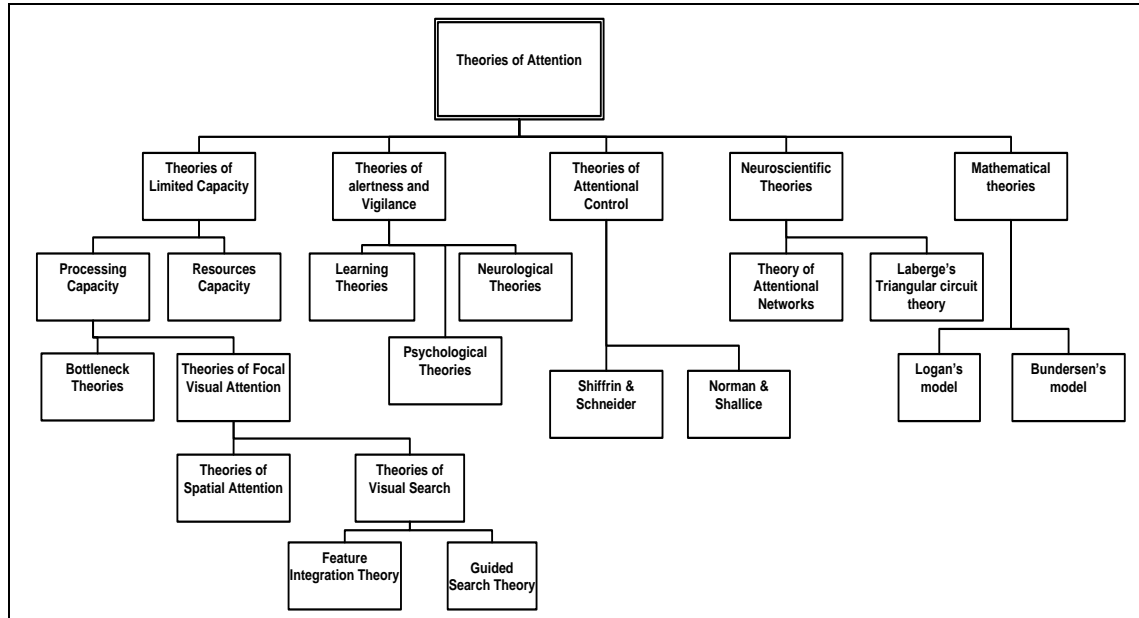 Theories of Attention
Theories of
Limited Capacity
Theories of
alertness and
Vigilance
Theories of
Attentional
Control
Neuroscientific
Theories
Mathematical
theories
Processing
Capacity
Resources
Capacity
Learning
Theories
Neurological
Theories
Theory of
Attentional
Networks
Laberge's
Triangular circuit
theory
Bottleneck
Theories
Theories of Focal
Visual Attention
Psychological
Theories
Shiffrin &
Schneider
Norman &
Shallice
Logan's
model
Bundersen's
model
Theories of
Spatial Attention
Theories of
Visual Search
Feature
Integration Theory
Guided
Search Theory